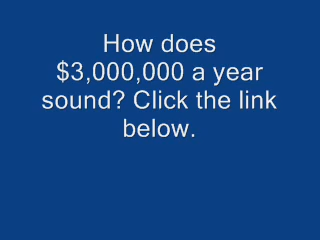 How does
$3,000,000 a year
sound? Click the link
below.